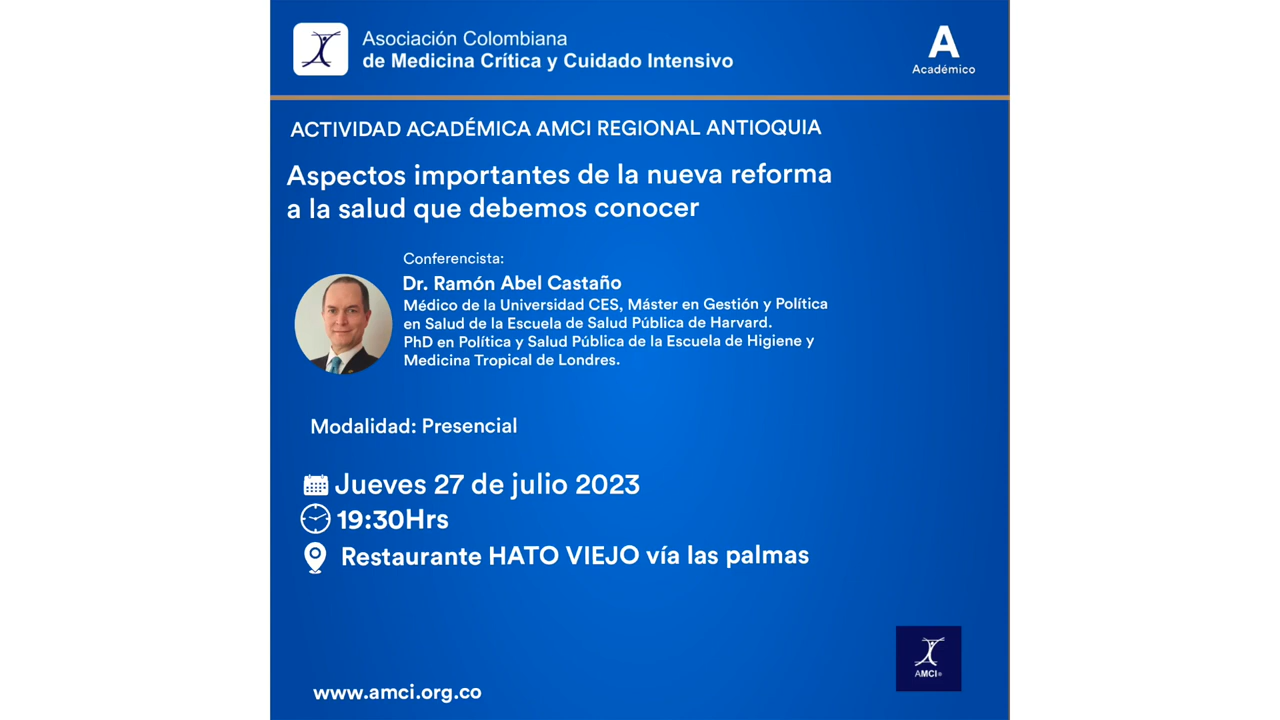 Asociación Colombiana
de Medicina Crítica y Cuidado Intensivo
A
Académico
ACTIVIDAD ACADÉMICA AMCI REGIONAL ANTIOQUIA
Aspectos importantes de la nueva reforma
a la salud que debemos conocer
Conferencista:
Dr. Ramón Abel Castaño
Médico de la Universidad CES, Máster en Gestión y Política
en Salud de la Escuela de Salud Pública de Harvard.
PhD en Política y Salud Pública de la Escuela de Higiene y
Medicina Tropical de Londres.
Modalidad: Presencial
Jueves 27 de julio 2023
19:30Hrs
Restaurante HATO VIEJO vía las palmas
AMCI®
www.amci.org.co